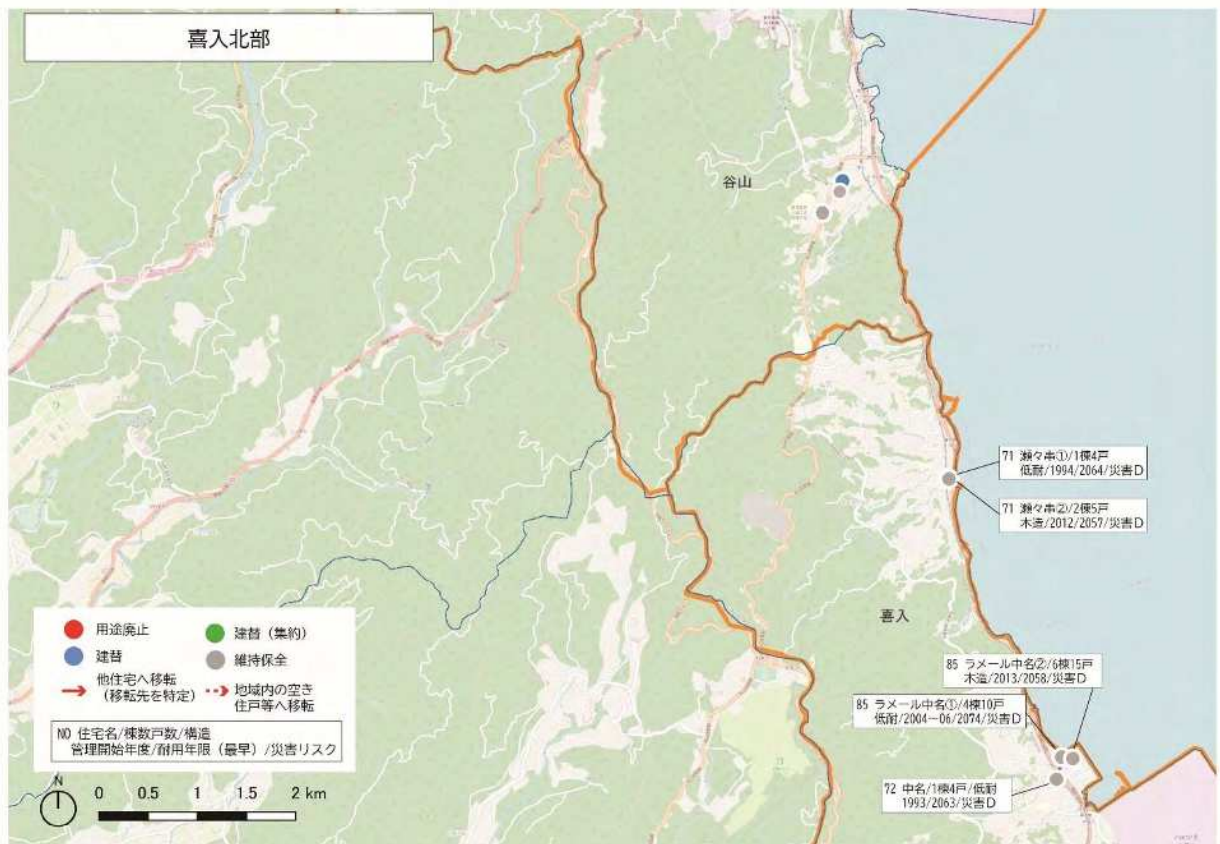 喜入北部
谷山
71 瀬々串①/1棟4戸
低耐/1994/2064/災害D
71 瀬々串②/2棟5戸
木造/2012/2057/災害D
喜入
85 ラメール中名②/6棟15戸
木造/2013/2058/災害D
85 ラメール中名①/4棟10戸
低耐/2004～06/2074/災害D
72 中名/1棟4戸/低耐
1993/2063/災害D
用途廃止
建替（集約）
建替
維持保全
他住宅へ移転
（移転先を特定）
地域内の空き
住戸等へ移転
NO 住宅名/棟数戸数/構造
管理開始年度/耐用年限（最早）/災害リスク
N
0 0.5 1 1.5 2 km